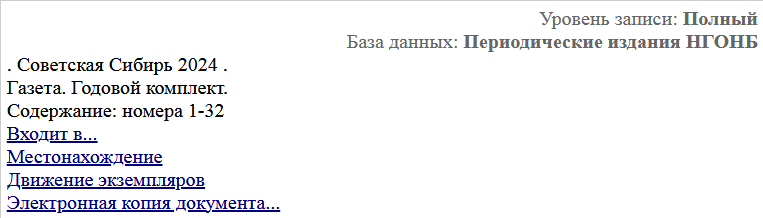 Уровень записи: Полный
База данных: Периодические издания НГОНБ
. Советская Сибирь 2024 .
Газета. Годовой комплект.
Содержание: номера 1-32
Входит в...
Местонахождение
Движение экземпляров
Электронная копия документа...